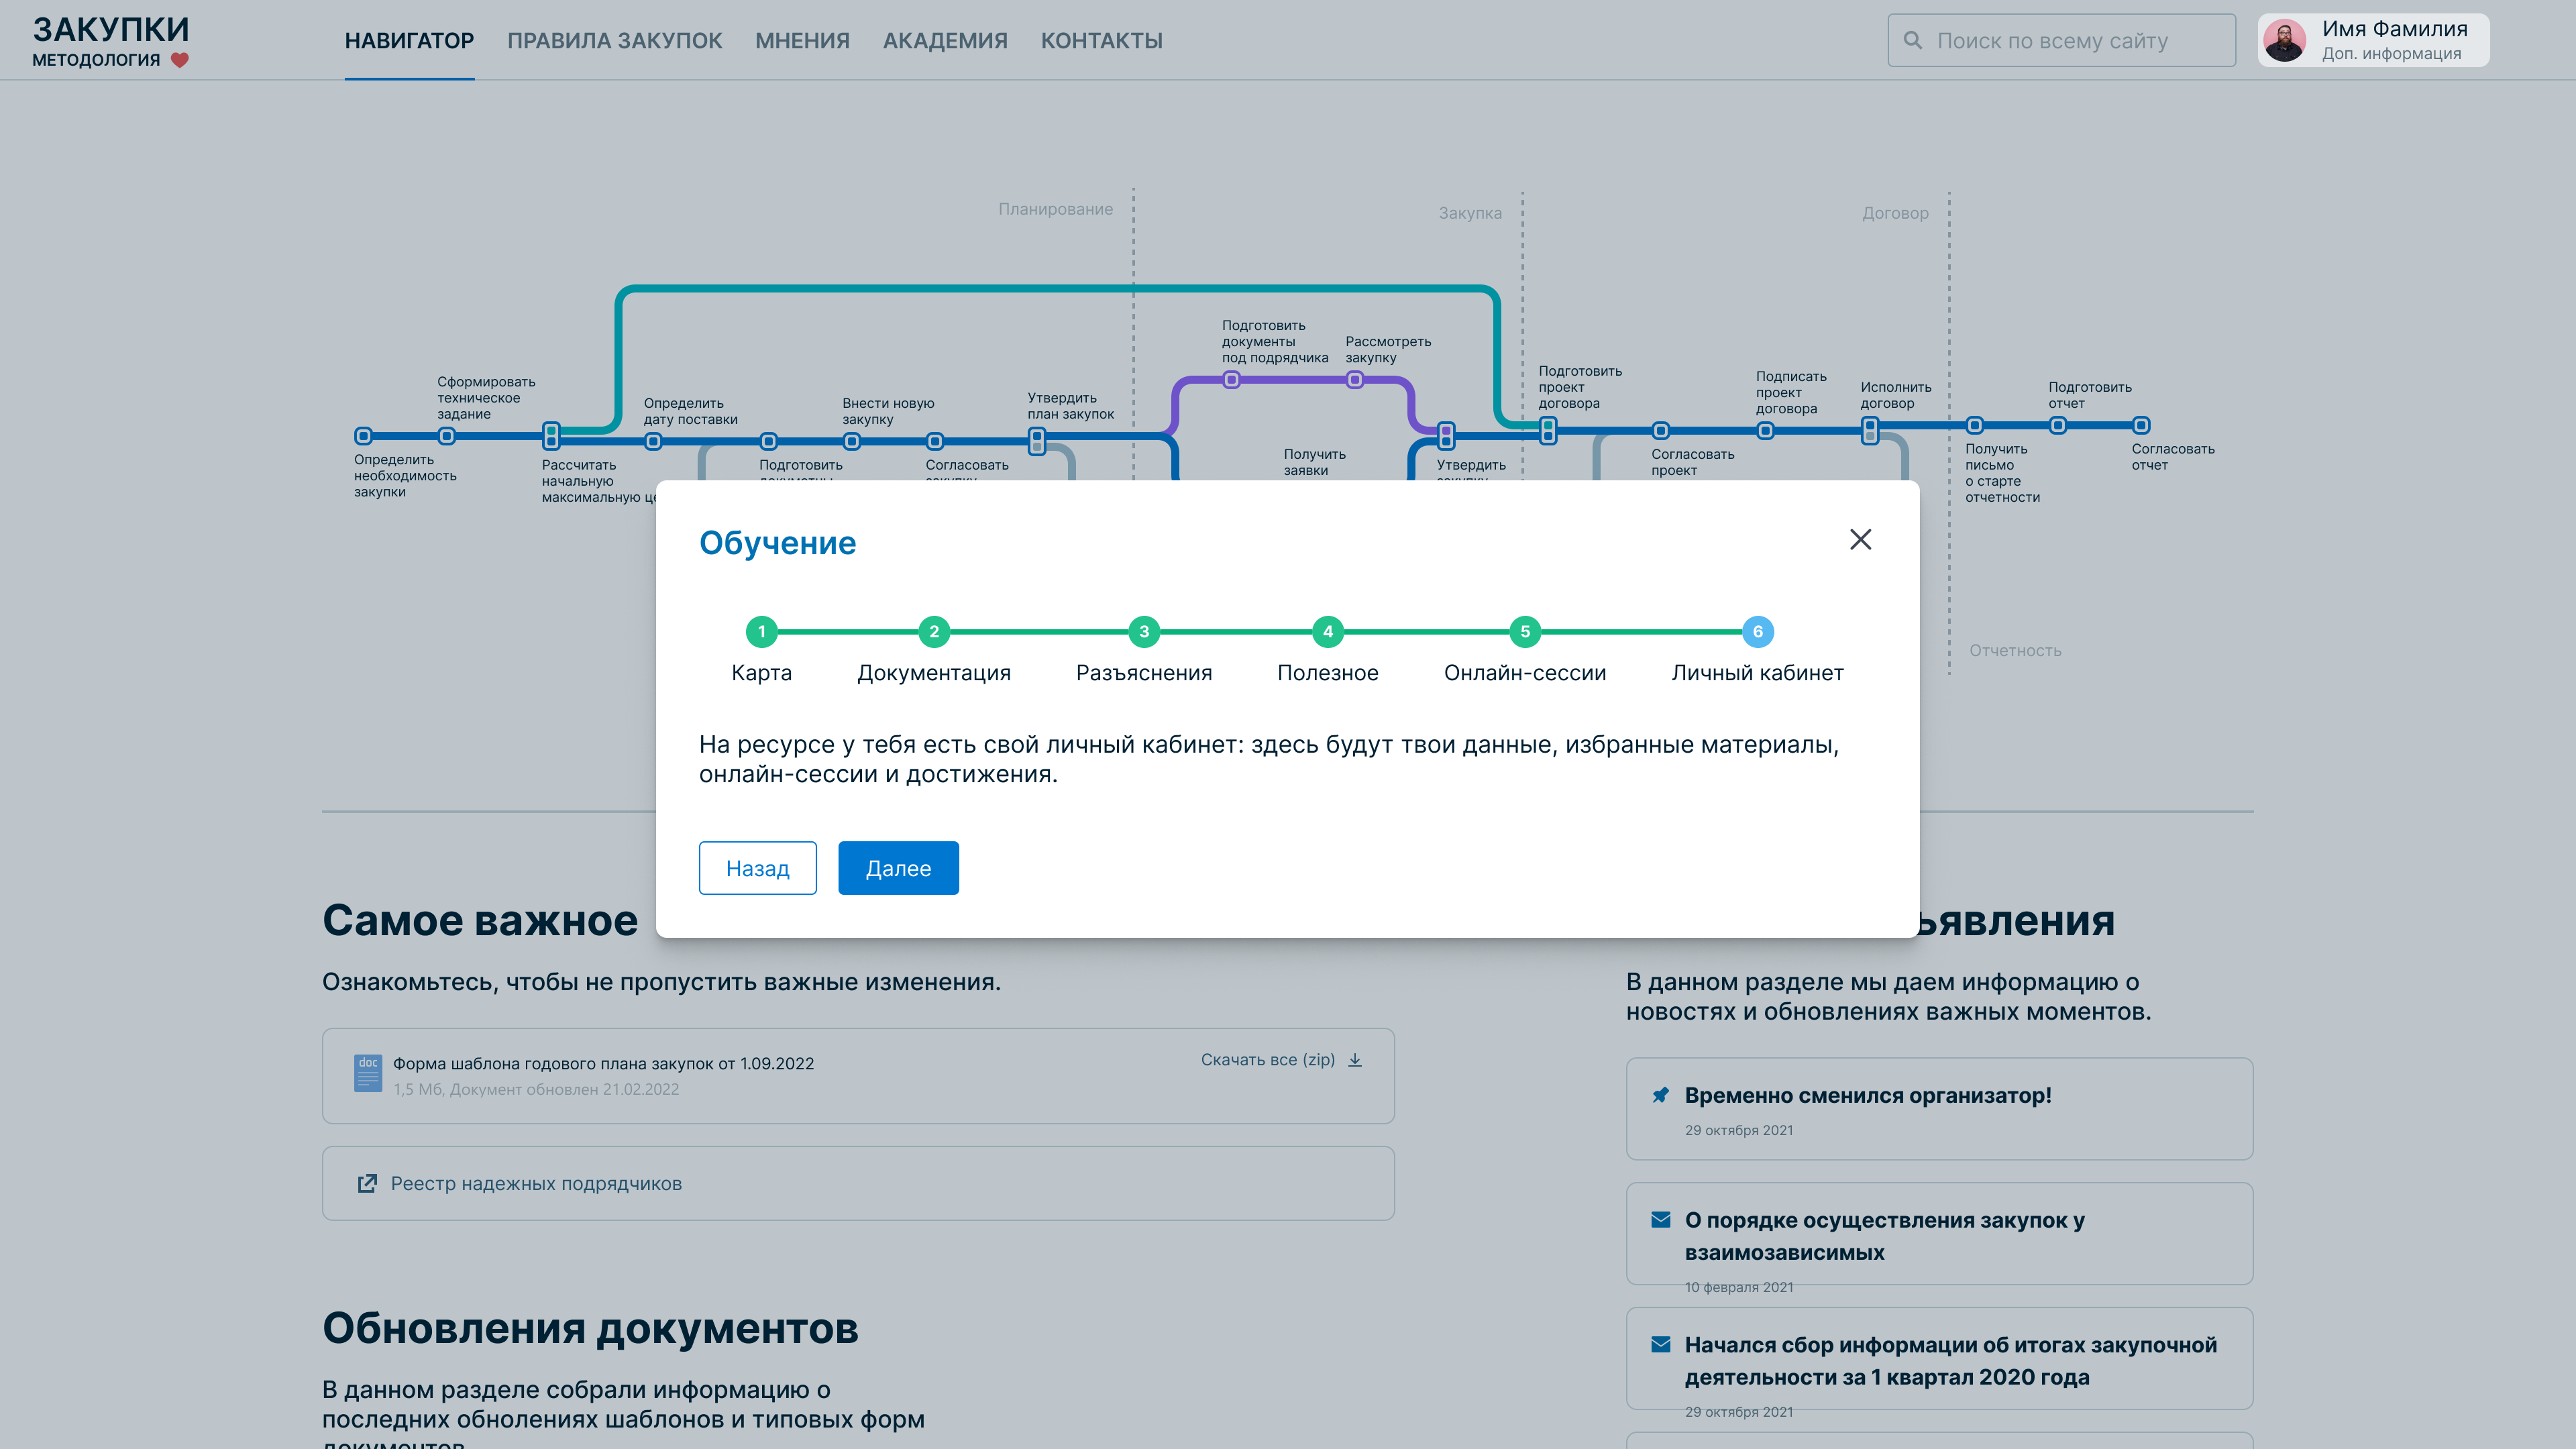 ЗАКУПКИ
МЕТОДОЛОГИЯ
НАВИГАТОР
ПРАВИЛА ЗАКУПОК
МНЕНИЯ
АКАДЕМИЯ
КОНТАКТЫ
Поиск по всему сайту
Имя Фамилия
Доп. информация
Планирование
Закупка
Договор
Подготовить
документы
под подрядчика
Рассмотреть
закупку
Сформировать
техническое
задание
Определить
дату поставки
Внести новую
закупку
Утвердить
план закупок
Подготовить
проект
договора
Подписать
проект
договора
Исполнить
договор
Подготовить
отчет
Определить
необходимость
закупки
Рассчитать
начальную
максимальную
Подготовить
Согласовать
закупку
Получить
заявки
Утвердить
закупку
Согласовать
проект
Получить
письмо
о старте
отчетности
Согласовать
отчет
Отчетность
Обучение
1
2
3
4
5
6
Карта
Документация
Разъяснения
Полезное
Онлайн-сессии
Личный кабинет
На ресурсе у тебя есть свой личный кабинет: здесь будут твои данные, избранные материалы,
онлайн-сессии и достижения.
Назад
Далее
Самое важное
Ознакомьтесь, чтобы не пропустить важные изменения.
doc
Форма шаблона годового плана закупок от 1.09.2022
1,5 Мб, Документ обновлен 21.02.2022
Скачать все (zip)
Реестр надежных подрядчиков
Обновления документов
В данном разделе собрали информацию о
последних обнолениях шаблонов и типовых форм
документов
ъявления
В данном разделе мы даем информацию о
новостях и обновлениях важных моментов.
Временно сменился организатор!
29 октября 2021
О порядке осуществления закупок у
взаимозависимых
10 февраля 2021
Начался сбор информации об итогах закупочной
деятельности за 1 квартал 2020 года
29 октября 2021